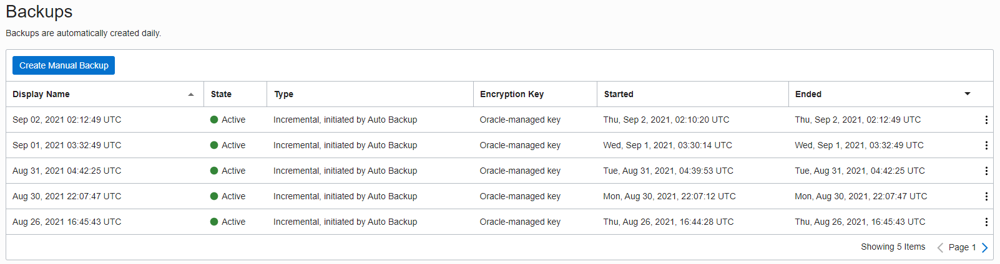 Backups
Backups are automatically created daily.
Create Manual Backup
Display Name State Type Encryption Key Started Ended
Sep 02, 2021 02:12:49 UTC Active Incremental, initiated by Auto Backup Oracle-managed key Thu, Sep 2, 2021, 02:10:20 UTC Thu, Sep 2, 2021, 02:12:49 UTC
Sep 01, 2021 03:32:49 UTC Active Incremental, initiated by Auto Backup Oracle-managed key Wed, Sep 1, 2021, 03:30:14 UTC Wed, Sep 1, 2021, 03:32:49 UTC
Aug 31, 2021 04:42:25 UTC Active Incremental, initiated by Auto Backup Oracle-managed key Tue, Aug 31, 2021, 04:39:53 UTC Tue, Aug 31, 2021, 04:42:25 UTC
Aug 30, 2021 22:07:47 UTC Active Incremental, initiated by Auto Backup Oracle-managed key Mon, Aug 30, 2021, 22:07:12 UTC Mon, Aug 30, 2021, 22:07:47 UTC
Aug 26, 2021 16:45:43 UTC Active Incremental, initiated by Auto Backup Oracle-managed key Thu, Aug 26, 2021, 16:44:28 UTC Thu, Aug 26, 2021, 16:45:43 UTC
Showing 5 Items Page 1